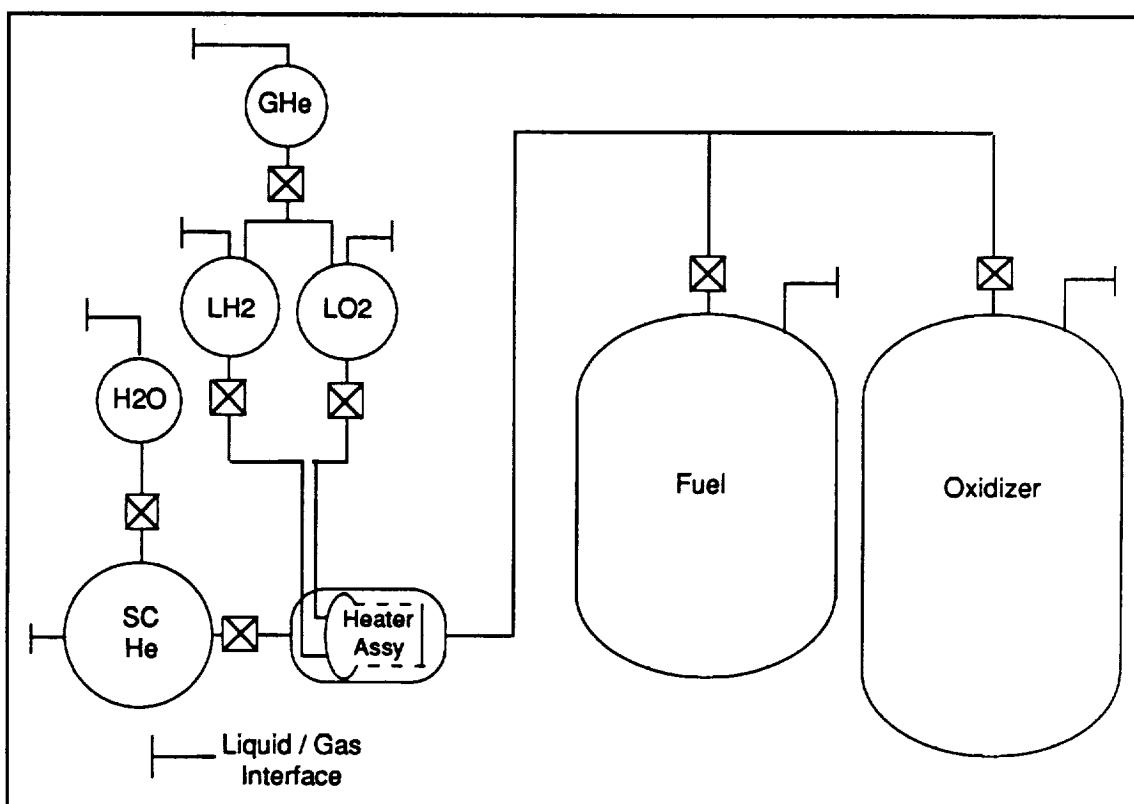 GHe
LH2
LO2
H2O
SC
He
Heater
Assy
Fuel
Oxidizer
Liquid / Gas
Interface